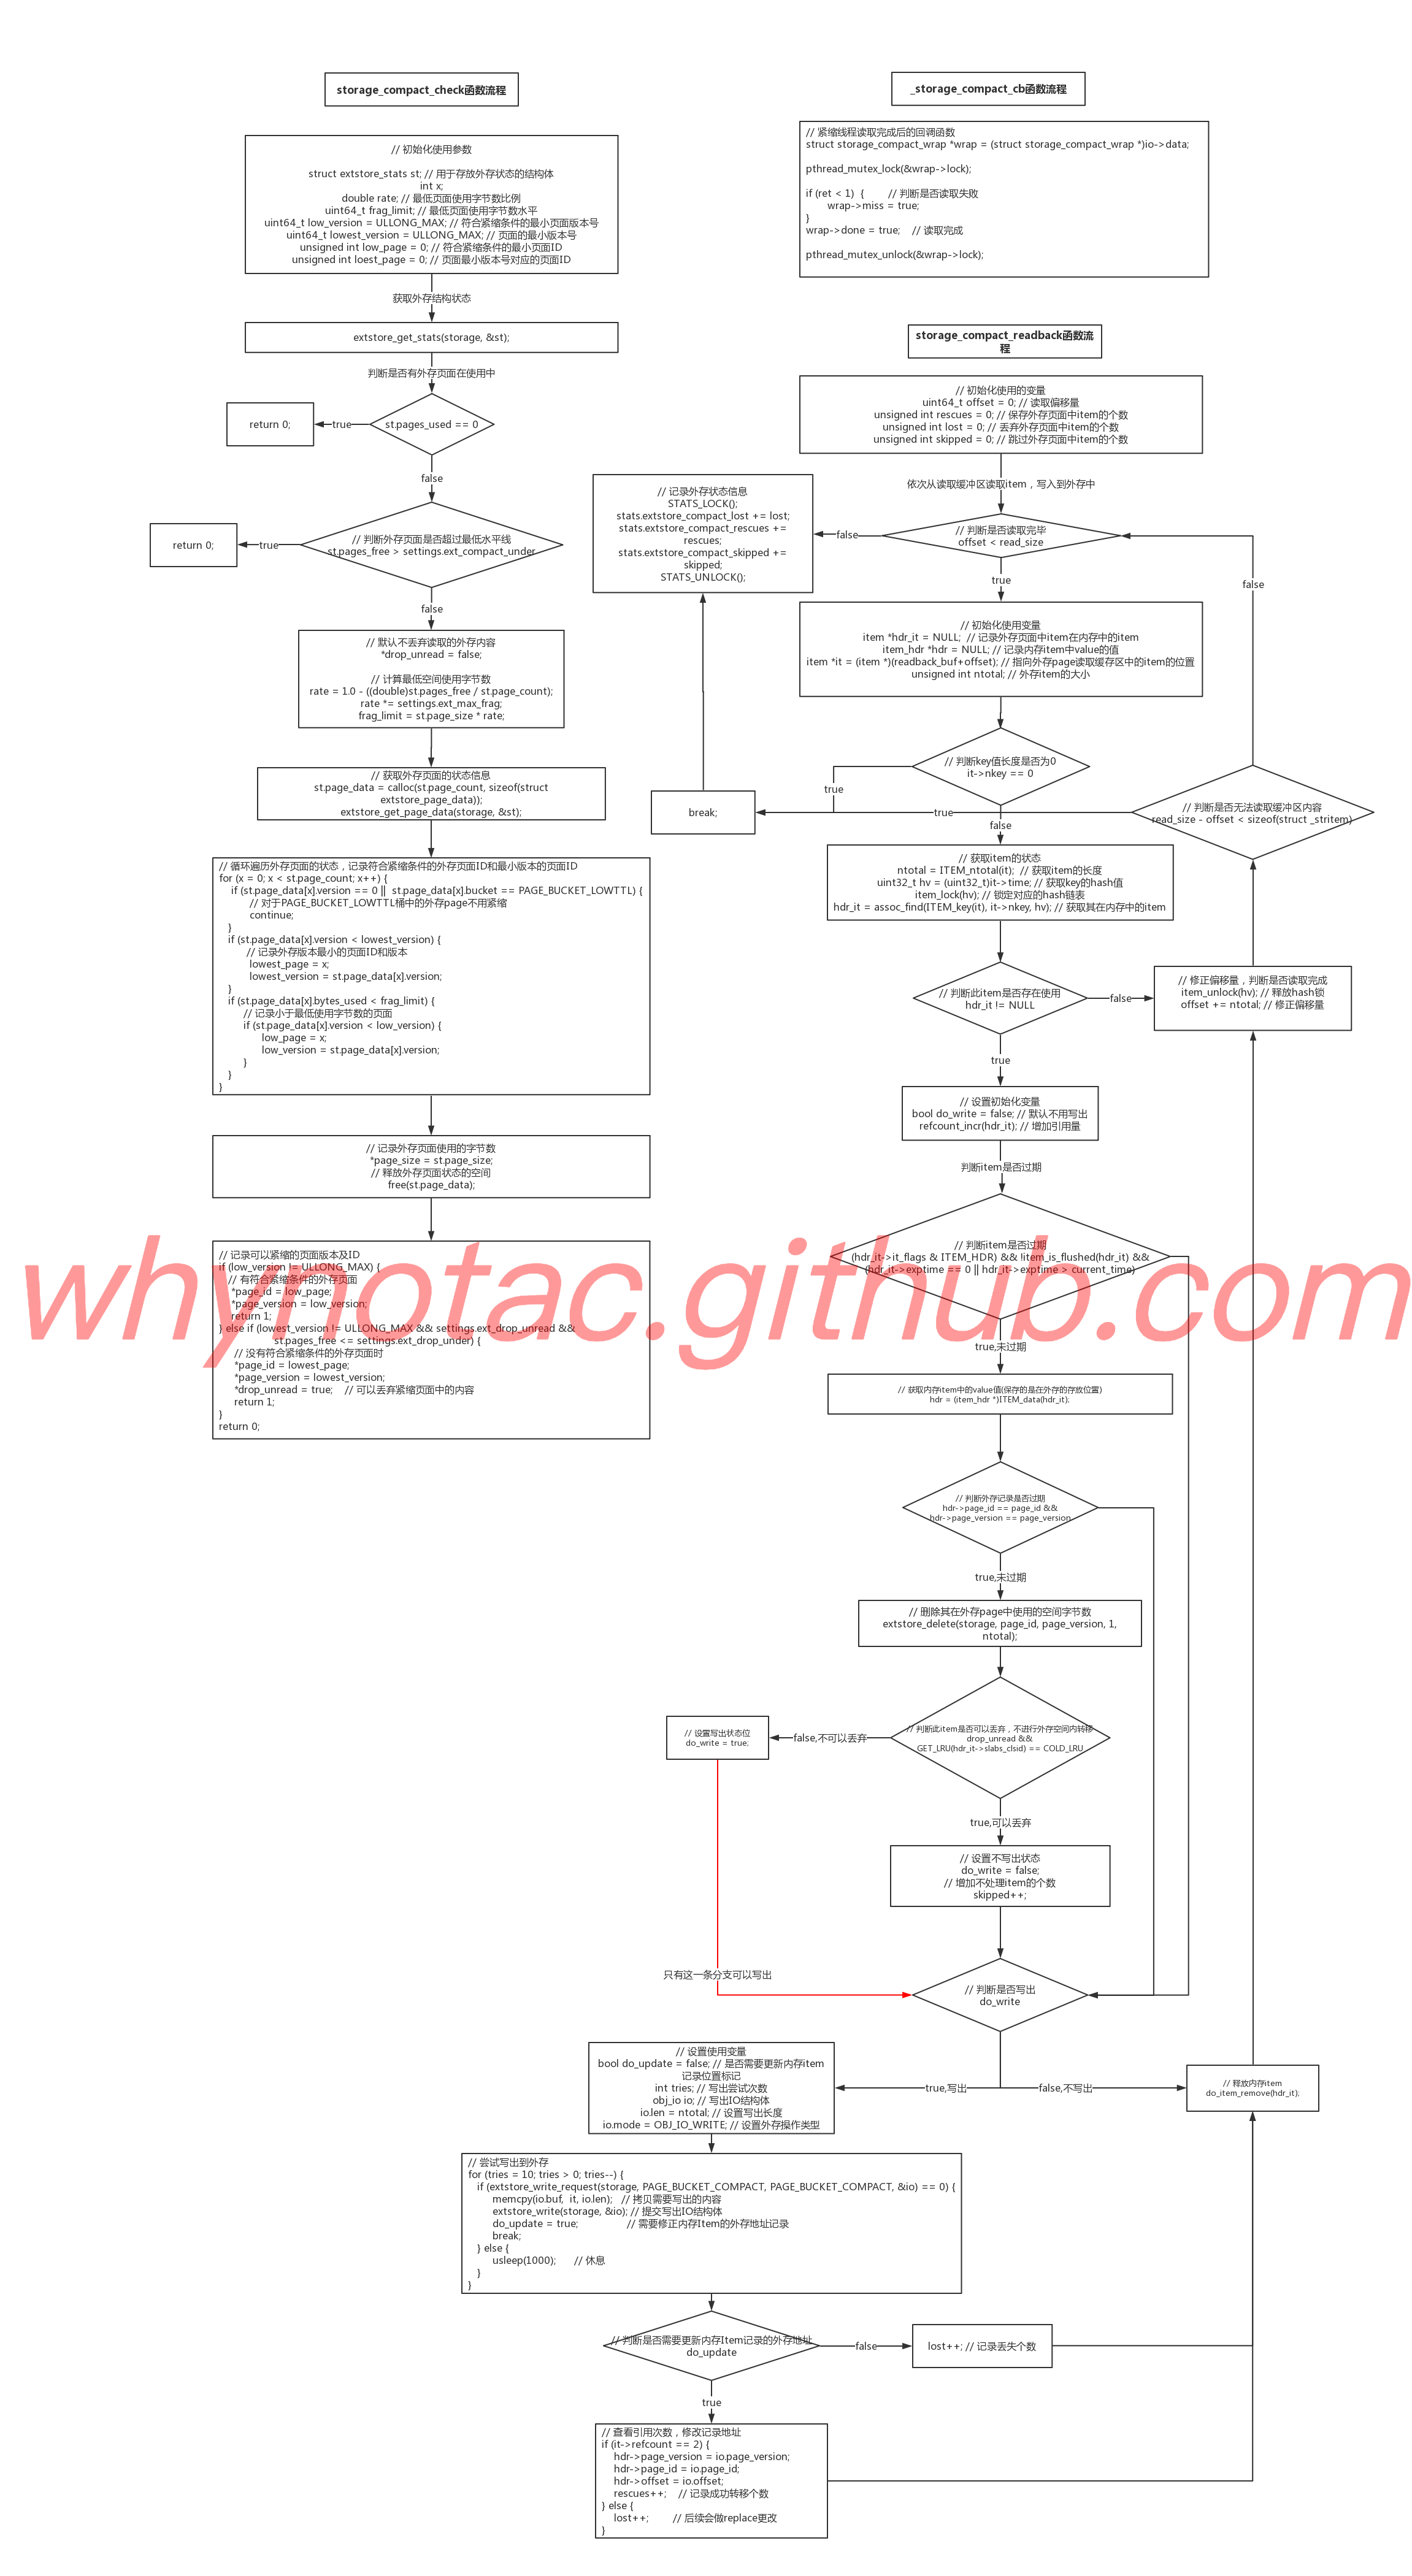 storage_compact_check函数流程
// 初始化使用参数
struct extstore_stats st; // 用于存放外存状态的结构体
int x;
double rate; // 最低页面使用字节数比例
uint64_t frag_limit; // 最低页面使用字节数水平
uint64_t low_version = ULLONG_MAX; // 符合紧缩条件的最小页面版本号
uint64_t lowest_version = ULLONG_MAX; // 页面的最小版本号
unsigned int low_page = 0; // 符合紧缩条件的最小页面ID
unsigned int loest_page = 0; // 页面最小版本号对应的页面ID
获取外存结构状态
extstore_get_stats(storage, &st);
判断是否有外存页面在使用中
st.pages_used == 0
true
return 0;
false
// 判断外存页面是否超过最低水平线
st.pages_free > settings.ext_compact_under
true
return 0;
false
// 默认不丢弃读取的外存内容
*drop_unread = false;
// 计算最低空间使用字节数
rate = 1.0 - ((double)st.pages_free / st.page_count);
rate *= settings.ext_max_frag;
frag_limit = st.page_size * rate;
// 获取外存页面的状态信息
st.page_data = calloc(st.page_count, sizeof(struct
extstore_page_data));
extstore_get_page_data(storage, &st);
// 循环遍历外存页面的状态，记录符合紧缩条件的外存页面ID和最小版本的页面ID
for (x = 0; x < st.page_count; x++) {
if (st.page_data[x].version == 0 || st.page_data[x].bucket == PAGE_BUCKET_LOWTTL) {
// 对于PAGE_BUCKET_LOWTTL桶中的外存page不用紧缩
continue;
}
if (st.page_data[x].version < lowest_version) {
// 记录外存版本最小的页面ID和版本
lowest_page = x;
lowest_version = st.page_data[x].version;
}
if (st.page_data[x].bytes_used < frag_limit) {
// 记录小于最低使用字节数的页面
if (st.page_data[x].version < low_version) {
low_page = x;
low_version = st.page_data[x].version;
}
}
}
// 记录外存页面使用的字节数
*page_size = st.page_size;
// 释放外存页面状态的空间
free(st.page_data);
// 记录可以紧缩的页面版本及ID
if (low_version != ULLONG_MAX) {
// 有符合紧缩条件的外存页面
*page_id = low_page;
*page_version = low_version;
return 1;
} else if (lowest_version != ULLONG_MAX && settings.ext_drop_unread &&
st.pages_free <= settings.ext_drop_under) {
// 没有符合紧缩条件的外存页面时
*page_id = lowest_page;
*page_version = lowest_version;
*drop_unread = true; // 可以丢弃紧缩页面中的内容
return 1;
}
return 0;
_storage_compact_cb函数流程
// 紧缩线程读取完成后的回调函数
struct storage_compact_wrap *wrap = (struct storage_compact_wrap *)io->data;
pthread_mutex_lock(&wrap->lock);
if (ret < 1) { // 判断是否读取失败
wrap->miss = true;
}
wrap->done = true; // 读取完成
pthread_mutex_unlock(&wrap->lock);
storage_compact_readback函数流
程
// 初始化使用的变量
uint64_t offset = 0; // 读取偏移量
unsigned int rescues = 0; // 保存外存页面中item的个数
unsigned int lost = 0; // 丢弃外存页面中item的个数
unsigned int skipped = 0; // 跳过外存页面中item的个数
依次从读取缓冲区读取item，写入到外存中
// 判断是否读取完毕
offset < read_size
false
// 记录外存状态信息
STATS_LOCK();
stats.extstore_compact_lost += lost;
stats.extstore_compact_rescues +=
rescues;
stats.extstore_compact_skipped +=
skipped;
STATS_UNLOCK();
true
false
// 初始化使用变量
item *hdr_it = NULL; // 记录外存页面中item在内存中的item
item_hdr *hdr = NULL; // 记录内存item中value的值
item *it = (item *)(readback_buf+offset); // 指向外存page读取缓存区中的item的位置
unsigned int ntotal; // 外存item的大小
// 判断key值长度是否为0
it->nkey == 0
true
break;
true
// 判断是否无法读取缓冲区内容
read_size - offset < sizeof(struct _stritem)
false
// 获取item的状态
ntotal = ITEM_ntotal(it); // 获取item的长度
uint32_t hv = (uint32_t)it->time; // 获取key的hash值
item_lock(hv); // 锁定对应的hash链表
hdr_it = assoc_find(ITEM_key(it), it->nkey, hv); // 获取其在内存中的item
// 判断此item是否存在使用
hdr_it != NULL
false
// 修正偏移量，判断是否读取完成
item_unlock(hv); // 释放hash锁
offset += ntotal; // 修正偏移量
true
// 设置初始化变量
bool do_write = false; // 默认不用写出
refcount_incr(hdr_it); // 增加引用量
判断item是否过期
// 判断item是否过期
(hdr_it->it_flags & ITEM_HDR) && !item_is_flushed(hdr_it) &&
(hdr_it->exptime == 0 || hdr_it->exptime > current_time)
true,未过期
// 获取内存item中的value值(保存的是在外存的存放位置)
hdr = (item_hdr *)ITEM_data(hdr_it);
// 判断外存记录是否过期
hdr->page_id == page_id &&
hdr->page_version == page_version
true,未过期
// 删除其在外存page中使用的空间字节数
extstore_delete(storage, page_id, page_version, 1,
ntotal);
// 判断此item是否可以丢弃，不进行外存空间内转移
drop_unread &&
GET_LRU(hdr_it->slabs_clsid) == COLD_LRU
false,不可以丢弃
// 设置写出状态位
do_write = true;
true,可以丢弃
// 设置不写出状态
do_write = false;
// 增加不处理item的个数
skipped++;
只有这一条分支可以写出
// 判断是否写出
do_write
true,写出
false,不写出
// 设置使用变量
bool do_update = false; // 是否需要更新内存item
记录位置标记
int tries; // 写出尝试次数
obj_io io; // 写出IO结构体
io.len = ntotal; // 设置写出长度
io.mode = OBJ_IO_WRITE; // 设置外存操作类型
// 释放内存item
do_item_remove(hdr_it);
// 尝试写出到外存
for (tries = 10; tries > 0; tries--) {
if (extstore_write_request(storage, PAGE_BUCKET_COMPACT, PAGE_BUCKET_COMPACT, &io) == 0) {
memcpy(io.buf, it, io.len); // 拷贝需要写出的内容
extstore_write(storage, &io); // 提交写出IO结构体
do_update = true; // 需要修正内存Item的外存地址记录
break;
} else {
usleep(1000); // 休息
}
}
// 判断是否需要更新内存Item记录的外存地址
do_update
false
lost++; // 记录丢失个数
true
// 查看引用次数，修改记录地址
if (it->refcount == 2) {
hdr->page_version = io.page_version;
hdr->page_id = io.page_id;
hdr->offset = io.offset;
rescues++; // 记录成功转移个数
} else {
lost++; // 后续会做replace更改
}
whynotac.github.com